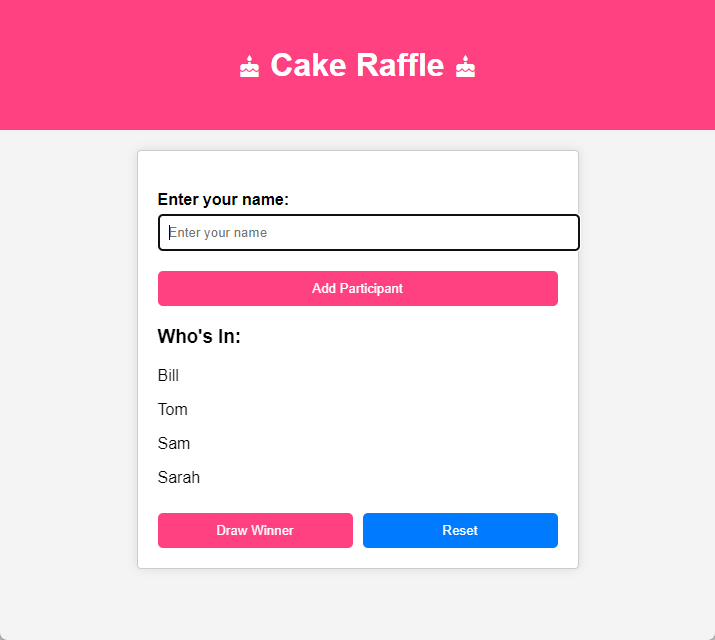 Cake Raffle
Enter your name:
Enter your name
Add Participant
Who's In:
Bill
Tom
Sam
Sarah
Draw Winner
Reset